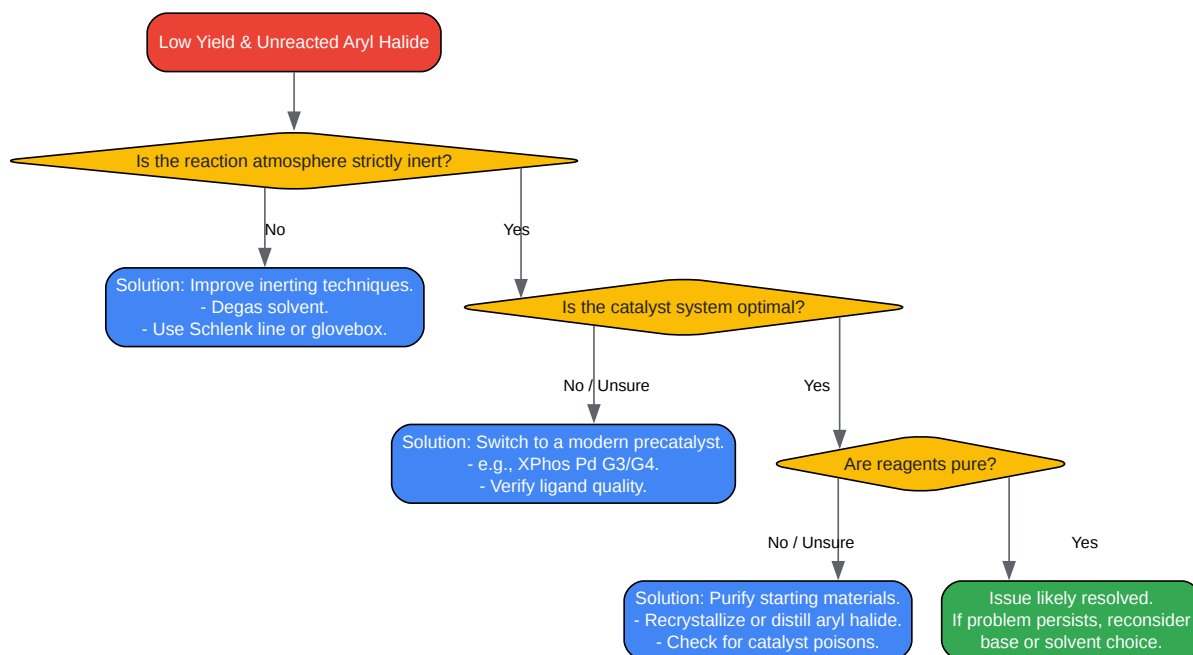 Low Yield & Unreacted Aryl Halide
Is the reaction atmosphere strictly inert?
No
Yes
Solution: Improve inerting techniques.
- Degas solvent.
- Use Schlenk line or glovebox.
Is the catalyst system optimal?
No / Unsure
Yes
Solution: Switch to a modern precatalyst.
- e.g., XPhos Pd G3/G4.
- Verify ligand quality.
Are reagents pure?
No / Unsure
Yes
Solution: Purify starting materials.
- Recrystallize or distill aryl halide.
- Check for catalyst poisons.
Issue likely resolved.
If problem persists, reconsider
base or solvent choice.